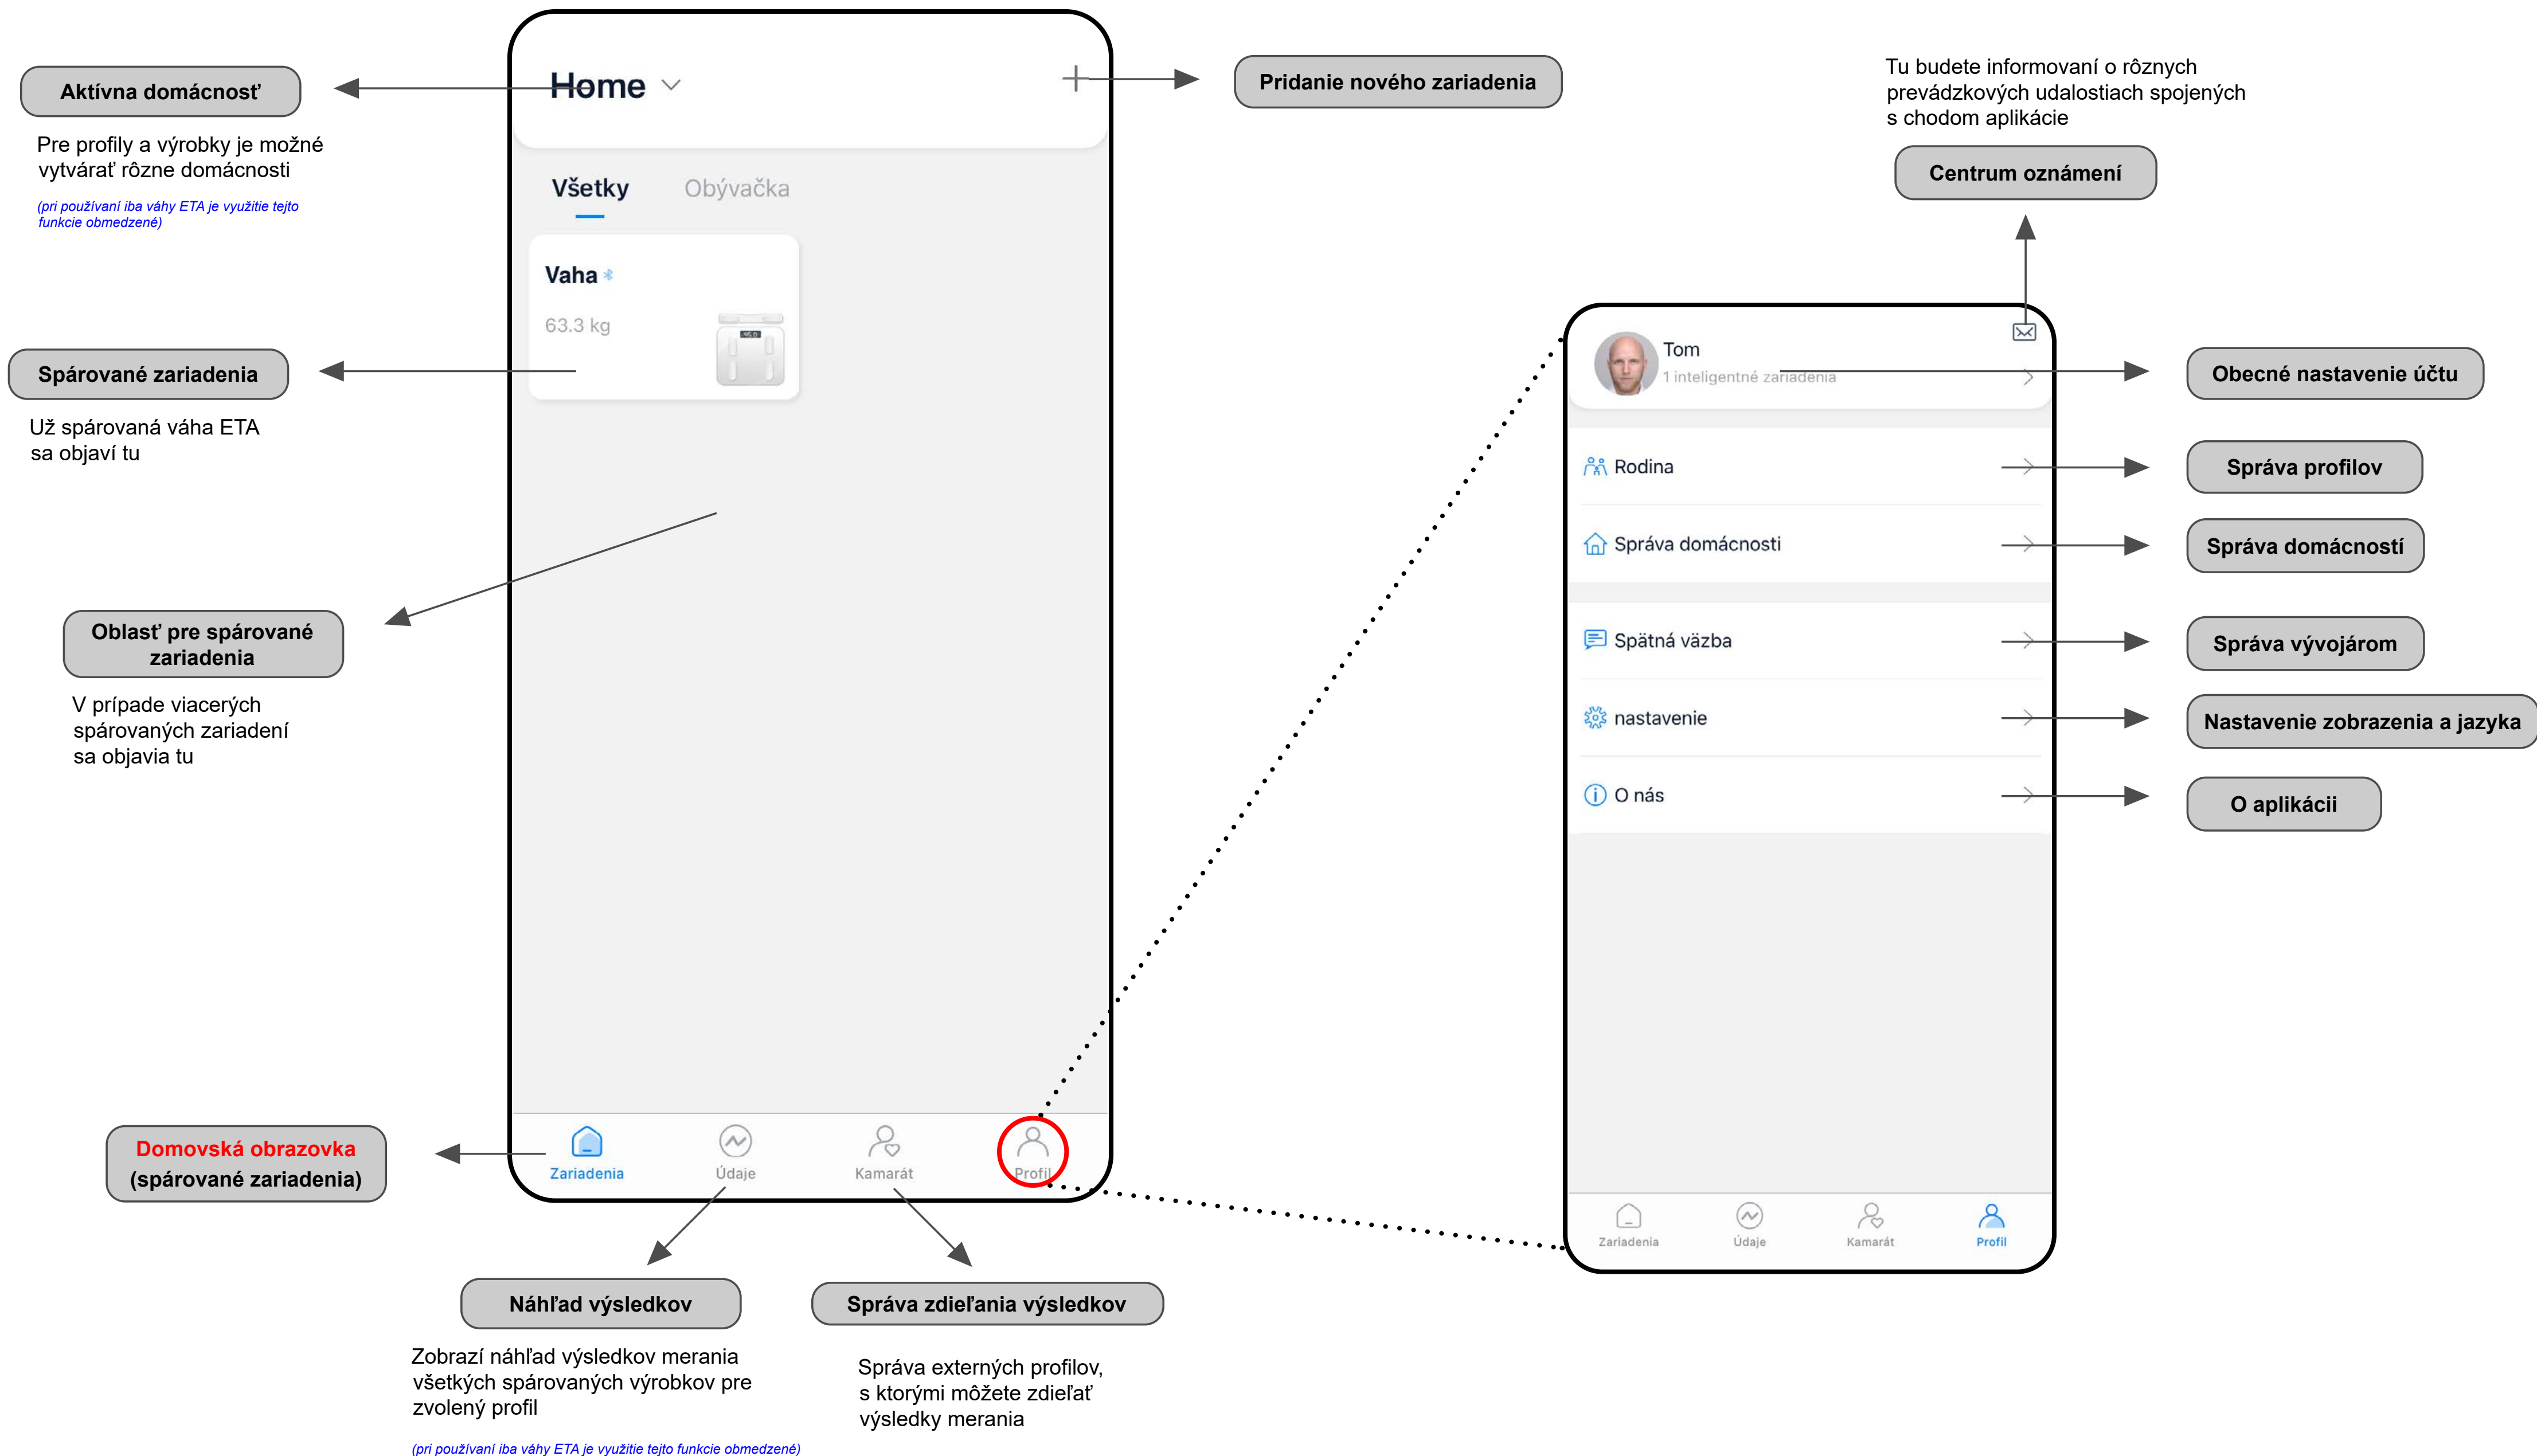 Aktívna domácnosť
Pre profily a výrobky je možné
vytvárať rôzne domácnosti
(pri používaní iba váhy ETA je využitie tejto
funkcie obmedzené)
Spárované zariadenia
Už spárovaná váha ETA
sa objaví tu
Oblasť pre spárované
zariadenia
V prípade viacerých
spárovaných zariadení
sa objavia tu
Domovská obrazovka
(spárované zariadenia)
Home
Všetky
Obývačka
Vaha
63.3 kg
Zariadenia
Údaje
Kamarát
Profil
Pridanie nového zariadenia
Náhľad výsledkov
Zobrazí náhľad výsledkov merania
všetkých spárovaných výrobkov pre
zvolený profil
(pri používaní iba váhy ETA je využitie tejto funkcie obmedzené)
Správa zdieľania výsledkov
Správa externých profilov,
s ktorými môžete zdieľať
výsledky merania
Tu budete informovaní o rôznych
prevádzkových udalostiach spojených
s chodom aplikácie
Centrum oznámení
Tom
1 inteligentné zariadenia
Rodina
Správa domácnosti
Spätná väzba
nastavenie
O nás
Zariadenia
Údaje
Kamarát
Profil
Obecné nastavenie účtu
Správa profilov
Správa domácností
Správa vývojárom
Nastavenie zobrazenia a jazyka
O aplikácii